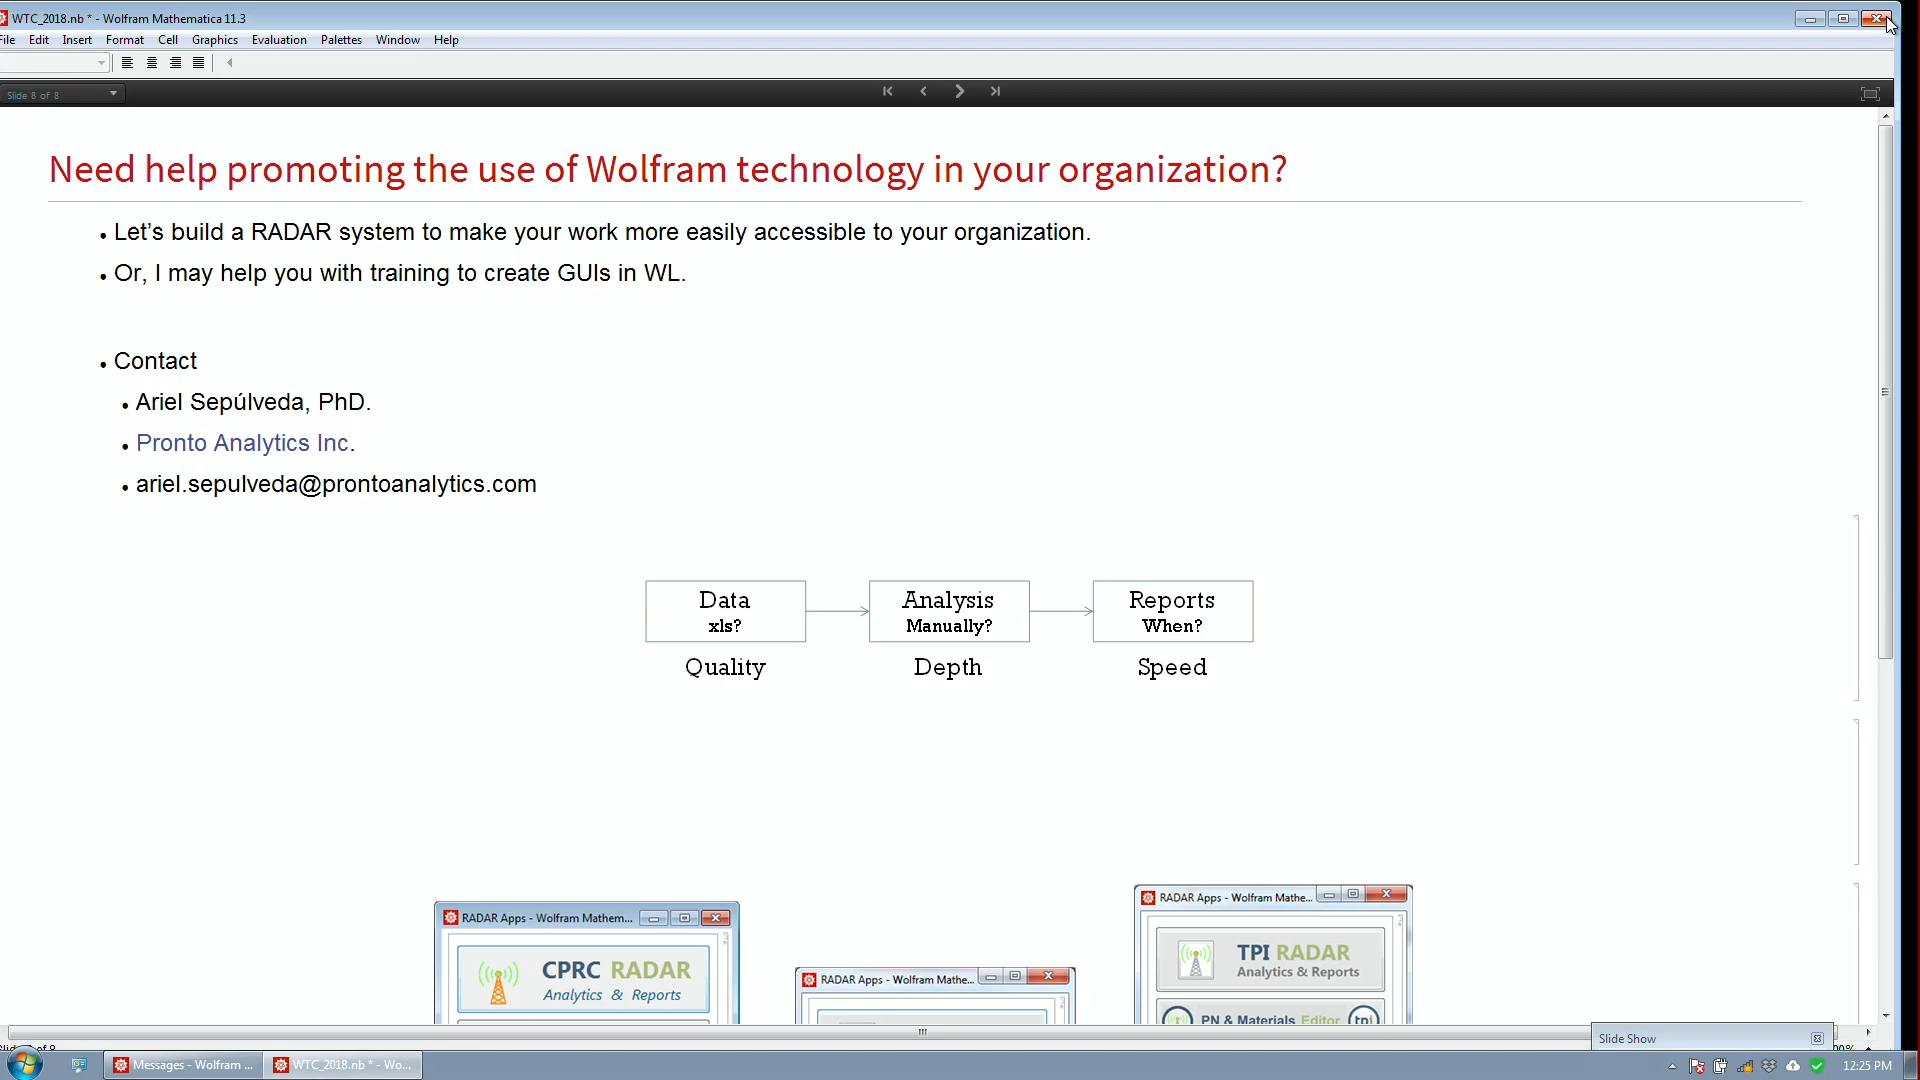 WTC_2018.nb * - Wolfram Mathematica 11.3
File Edit Insert Format Cell Graphics Evaluation Palettes Window Help
Slide 8 of 8
Need help promoting the use of Wolfram technology in your organization?
• Let's build a RADAR system to make your work more easily accessible to your organization.
• Or, I may help you with training to create GUIs in WL.
• Contact
• Ariel Sepúlveda, PhD.
• Pronto Analytics Inc.
• ariel.sepulveda@prontoanalytics.com
Data Analysis Reports
xls? Manually? When?
Quality Depth Speed
RADAR Apps - Wolfram Mathe...
RADAR Apps - Wolfram Mathem...
TPI RADAR
Analytics & Reports
CPRC RADAR
Analytics & Reports
RADAR Apps - Wolfram Mathe...
PN & Materials Editor tpi
Slide Show
Messages - Wolfram ...
WTC_2018.nb * - Wo...
12:25 PM